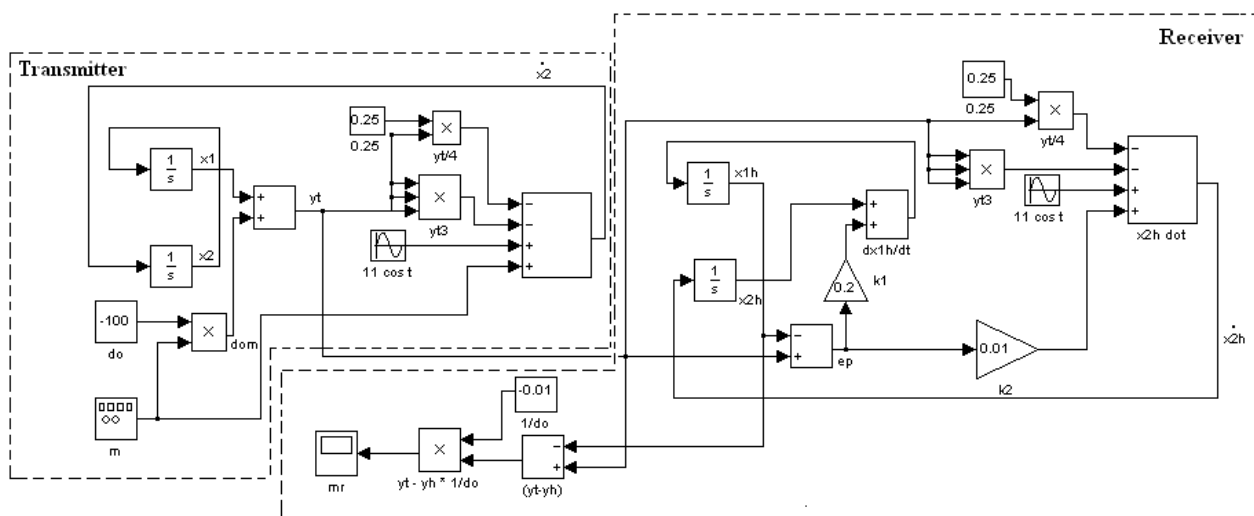 Transmitter
x2
0.25
0.25
×
yt/4
1
s
x1
+
+
yt
×
yt3
11 cos t
−
−
+
+
1
s
x2
-100
do
×
dom
m
Receiver
0.25
0.25
×
yt/4
×
yt3
11 cos t
−
−
+
+
x2h dot
1
s
x1h
+
+
dx1h/dt
1
s
x2h
0.2
k1
−
+
ep
0.01
k2
ẋ2h
-0.01
1/do
mr
×
yt - yh * 1/do
−
+
(yt-yh)